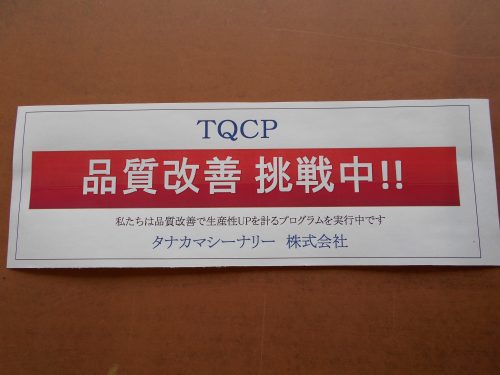 TQCP
品質改善 挑戦中!!
私たちは品質改善で生産性UPを計るプログラムを実行中です
タナカマシーナリー 株式会社